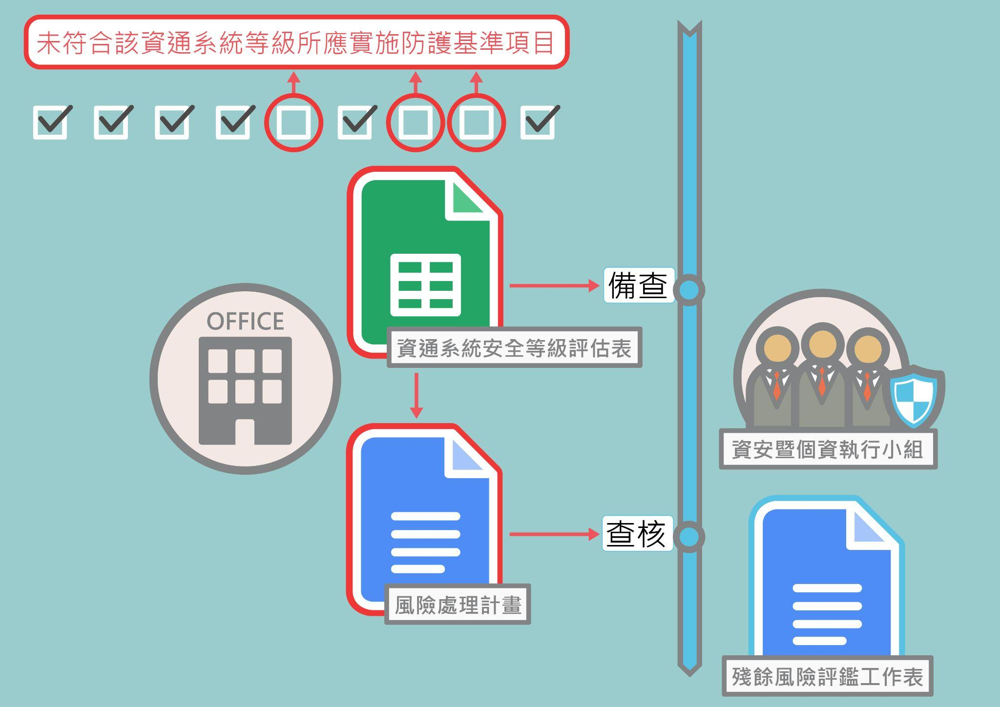 未符合該資通系統等級所應實施防護基準項目
備查
OFFICE
資通系統安全等級評估表
資安暨個資執行小組
查核
風險處理計畫
殘餘風險評鑑工作表